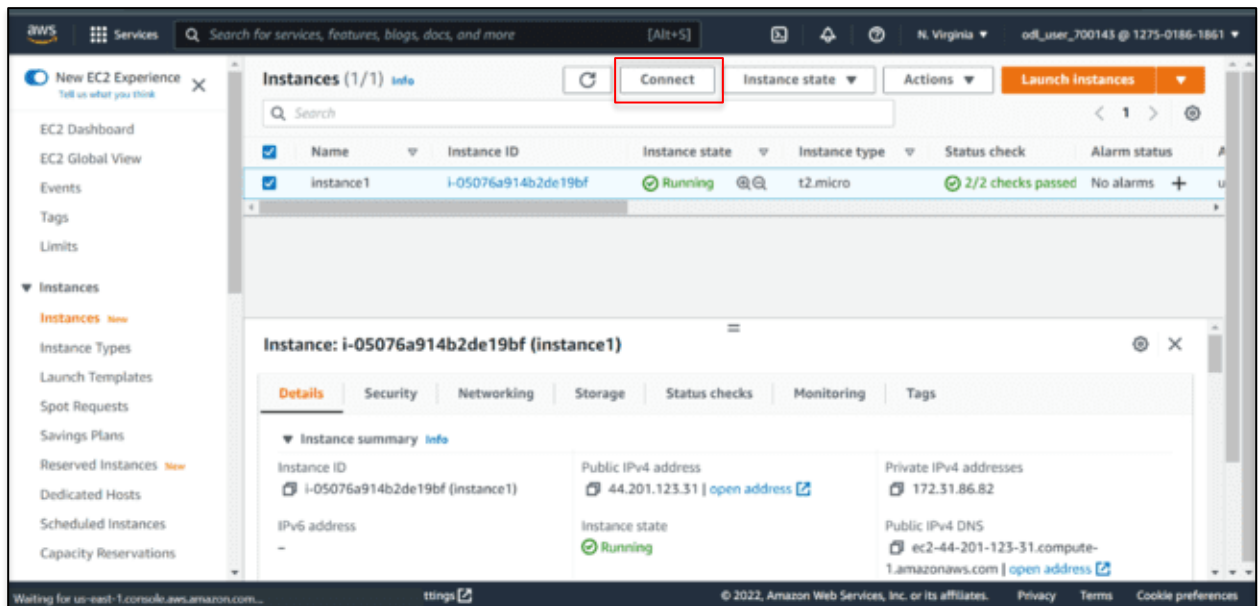 aws Services Search for services, features, blogs, docs, and more [Alt+S] N. Virginia ▼ odl_user_700143 @ 1275-0186-1861 ▼
New EC2 Experience
Tell us what you think
EC2 Dashboard
EC2 Global View
Events
Tags
Limits
Instances
Instances New
Instance Types
Launch Templates
Spot Requests
Savings Plans
Reserved Instances New
Dedicated Hosts
Scheduled Instances
Capacity Reservations
Instances (1/1) Info Connect Instance state ▼ Actions ▼ Launch instances ▼
Search < 1 >
Name Instance ID Instance state Instance type Status check Alarm status A
instance1 i-05076a914b2de19bf Running t2.micro 2/2 checks passed No alarms + u
Instance: i-05076a914b2de19bf (instance1)
Details Security Networking Storage Status checks Monitoring Tags
▼ Instance summary Info
Instance ID Public IPv4 address Private IPv4 addresses
i-05076a914b2de19bf (instance1) 44.201.123.31 | open address 172.31.86.82
IPv6 address Instance state Public IPv4 DNS
– Running ec2-44-201-123-31.compute-
1.amazonaws.com | open address
Waiting for us-east-1.console.aws.amazon.com... ttings © 2022, Amazon Web Services, Inc. or its affiliates. Privacy Terms Cookie preferences